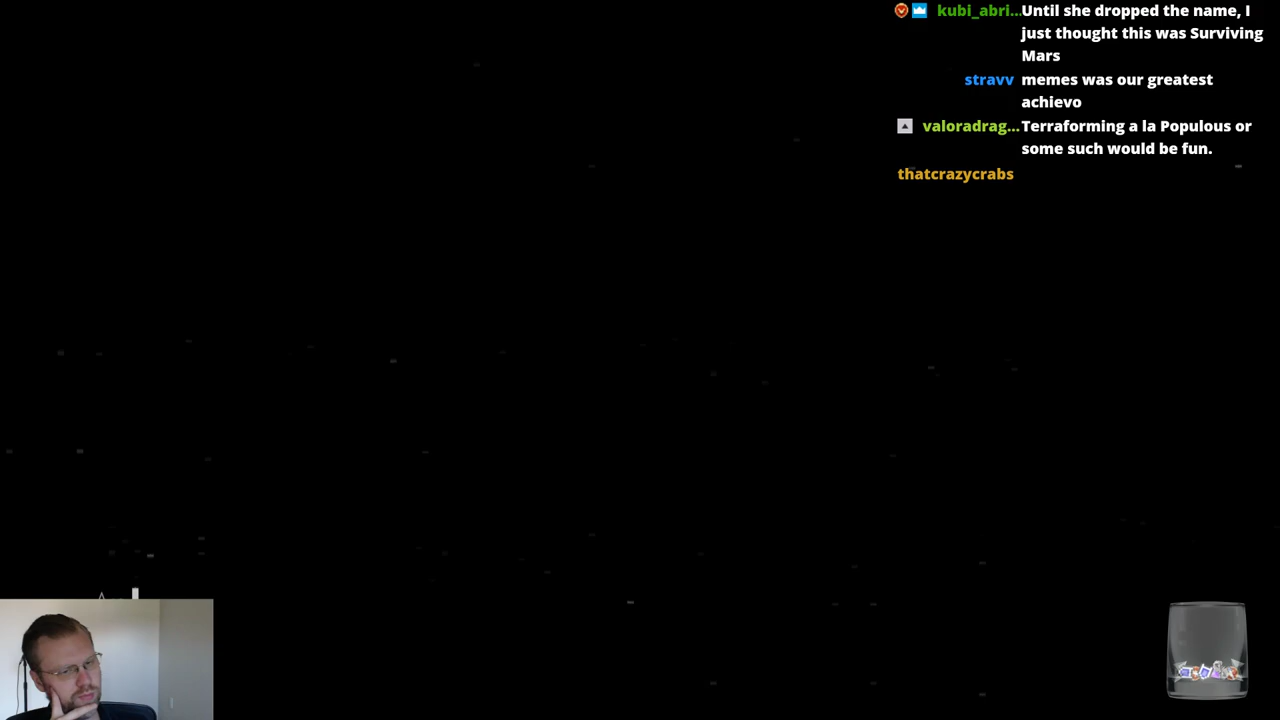 kubi_abri...Until she dropped the name, I
just thought this was Surviving
Mars
stravv memes was our greatest
achievo
valoradrag...Terraforming a la Populous or
some such would be fun.
thatcrazycrabs